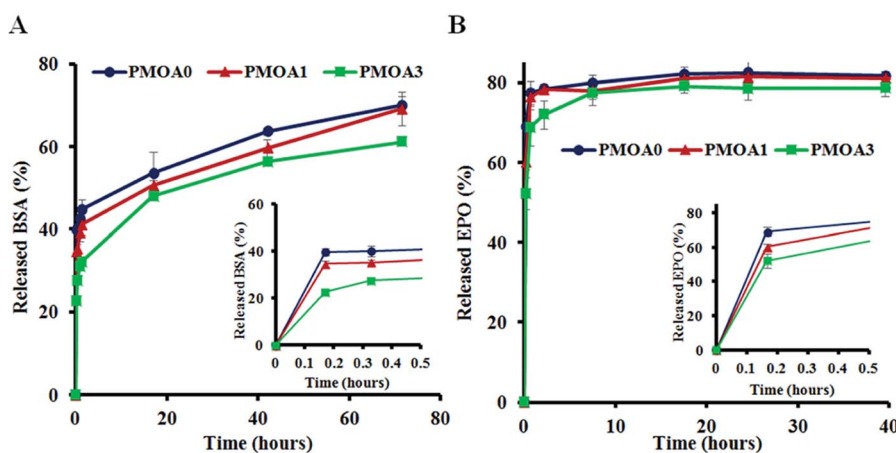 A
PMOA0 PMOA1 PMOA3
Released BSA (%)
80
60
40
20
0
0 20 40 60 80
Time (hours)
Released BSA (%)
60
40
20
0
0 0.1 0.2 0.3 0.4 0.5
Time (hours)
B
Released EPO (%)
80
60
40
20
0
PMOA0 PMOA1 PMOA3
0 10 20 30 40
Time (hours)
Released EPO (%)
80
60
40
20
0
0 0.1 0.2 0.3 0.4 0.5
Time (hours)